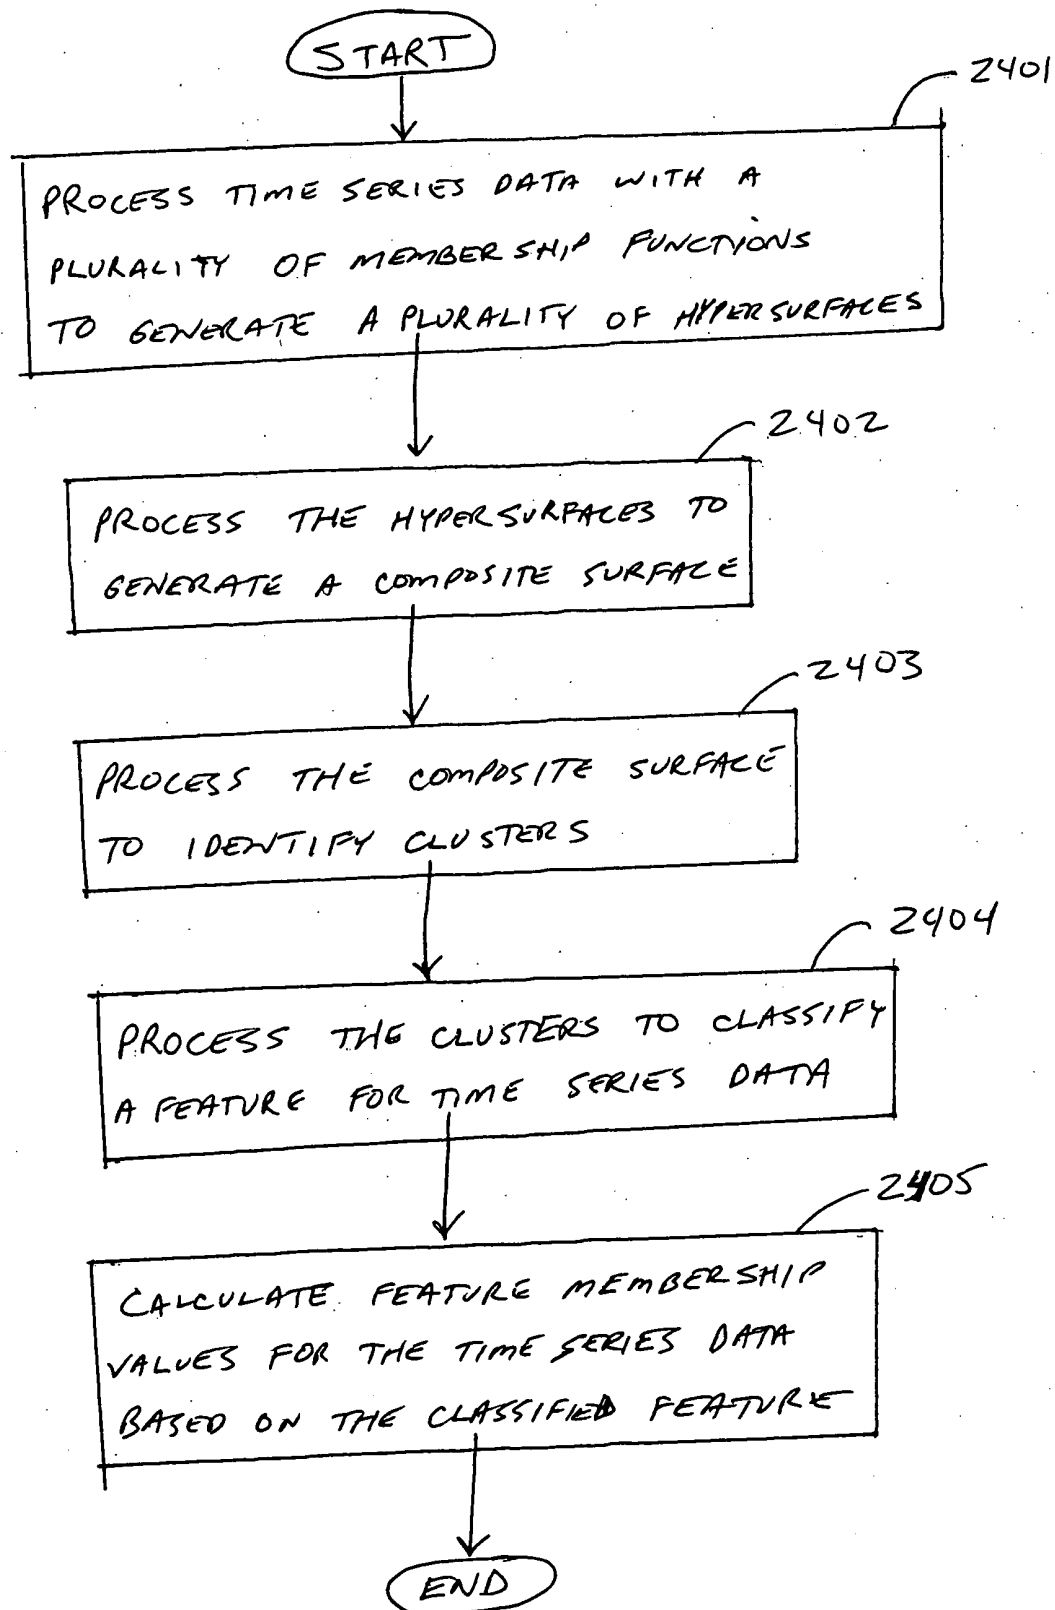 START
2401
PROCESS TIME SERIES DATA WITH A
PLURALITY OF MEMBERSHIP FUNCTIONS
TO GENERATE A PLURALITY OF HYPERSURFACES
2402
PROCESS THE HYPERSURFACES TO
GENERATE A COMPOSITE SURFACE
2403
PROCESS THE COMPOSITE SURFACE
TO IDENTIFY CLUSTERS
2404
PROCESS THE CLUSTERS TO CLASSIFY
A FEATURE FOR TIME SERIES DATA
2405
CALCULATE FEATURE MEMBERSHIP
VALUES FOR THE TIME SERIES DATA
BASED ON THE CLASSIFIED FEATURE
END